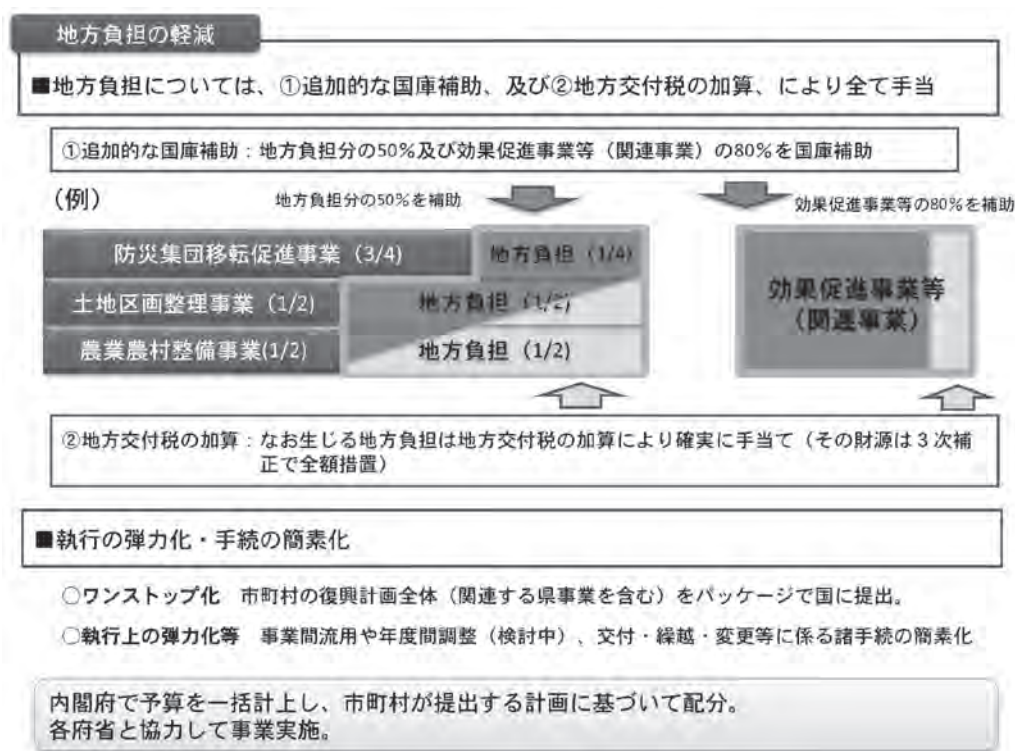 地方負担の軽減
■地方負担については、①追加的な国庫補助、及び②地方交付税の加算、により全て手当
①追加的な国庫補助：地方負担分の50%及び効果促進事業等（関連事業）の80%を国庫補助
（例）
地方負担分の50%を補助
効果促進事業等の80%を補助
防災集団移転促進事業（3/4）
地方負担（1/4）
土地区画整理事業（1/2）
地方負担（1/2）
農業農村整備事業(1/2)
地方負担（1/2）
効果促進事業等
（関連事業）
②地方交付税の加算：なお生じる地方負担は地方交付税の加算により確実に手当て（その財源は３次補
正で全額措置）
■執行の弾力化・手続の簡素化
○ワンストップ化　市町村の復興計画全体（関連する県事業を含む）をパッケージで国に提出。
○執行上の弾力化等　事業間流用や年度間調整（検討中）、交付・繰越・変更等に係る諸手続の簡素化
内閣府で予算を一括計上し、市町村が提出する計画に基づいて配分。
各府省と協力して事業実施。